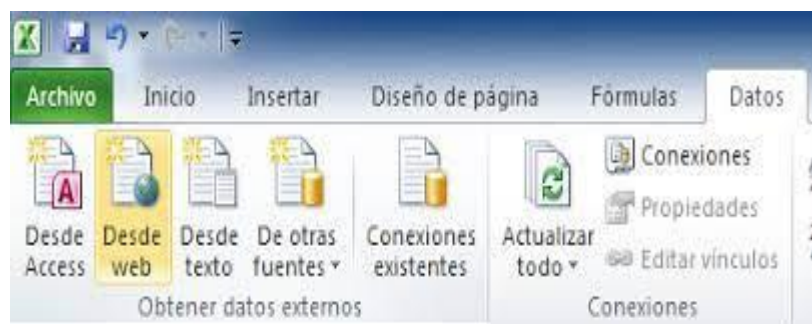 Archivo Inicio Insertar Diseño de página Fórmulas Datos
Desde Access
Desde web
Desde texto
De otras fuentes
Conexiones existentes
Actualizar todo
Conexiones
Propiedades
Editar vínculos
Obtener datos externos
Conexiones